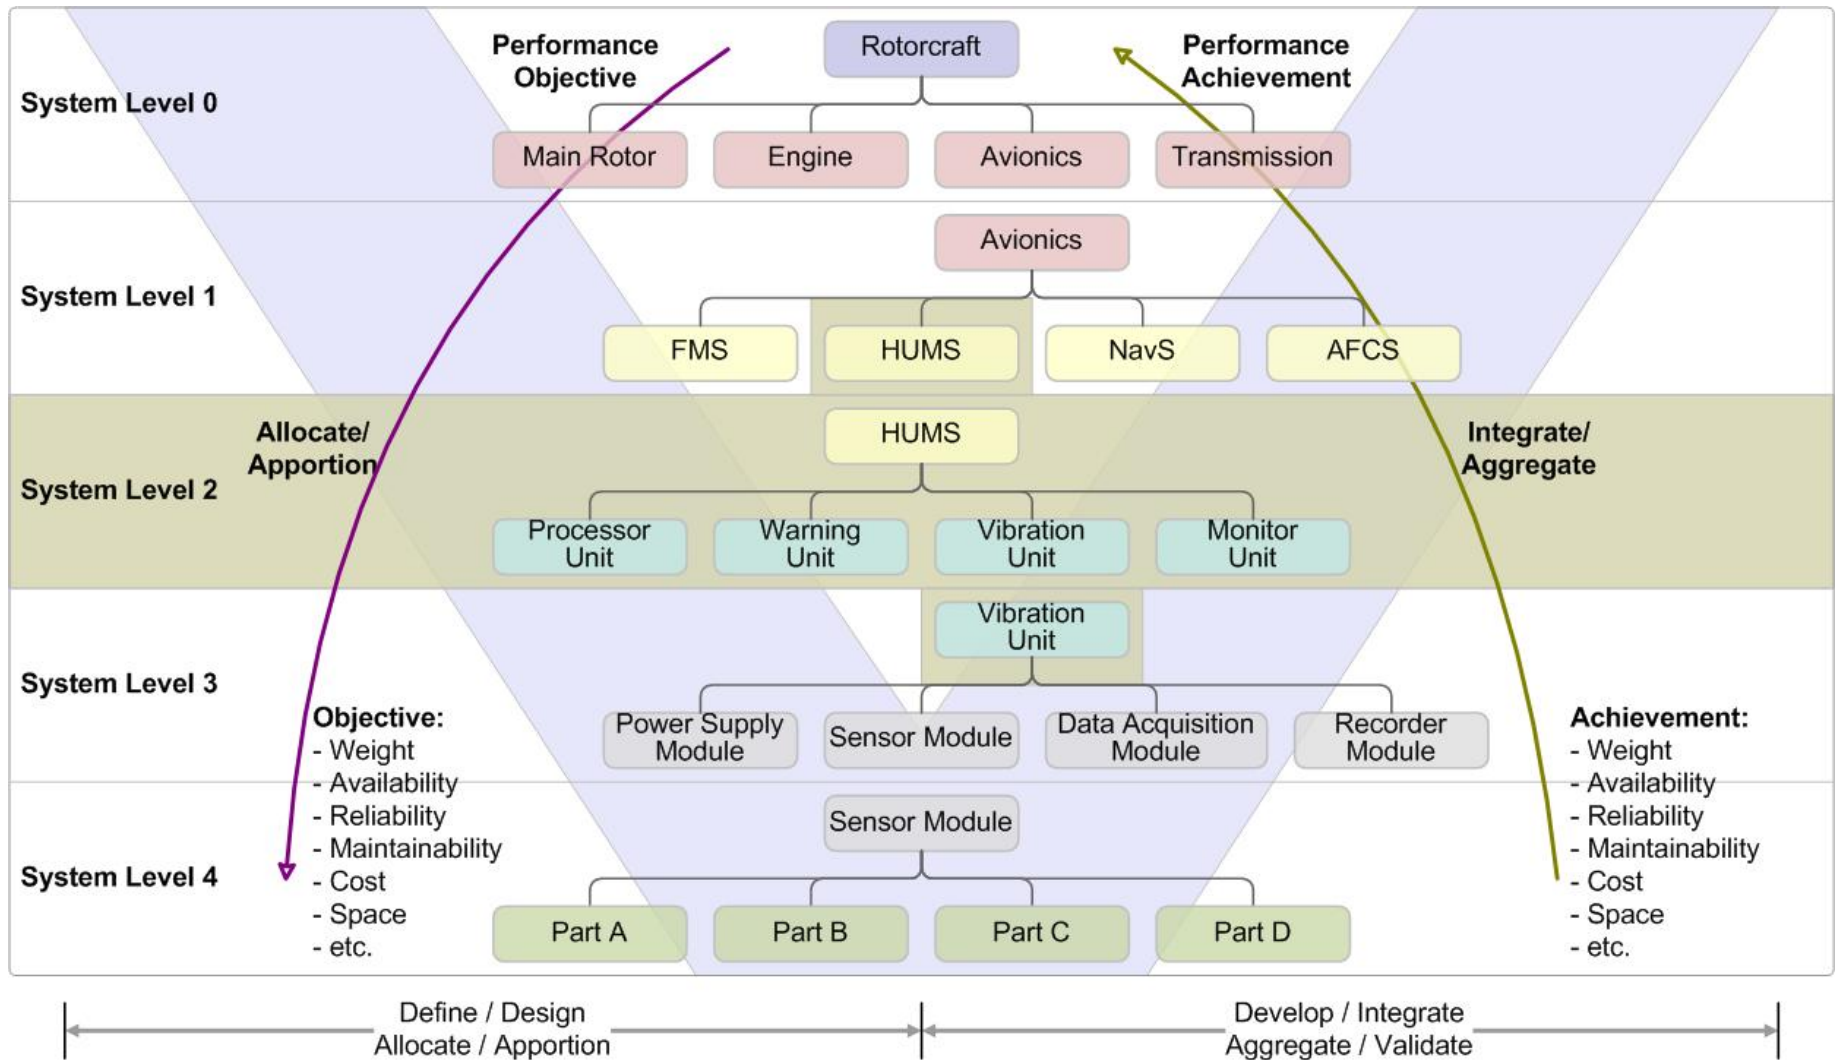 Performance
Objective
Rotorcraft
Performance
Achievement
System Level 0
Main Rotor
Engine
Avionics
Transmission
Avionics
System Level 1
FMS
HUMS
NavS
AFCS
Allocate/
Apportion
HUMS
Integrate/
Aggregate
System Level 2
Processor
Unit
Warning
Unit
Vibration
Unit
Monitor
Unit
Vibration
Unit
System Level 3
Power Supply
Module
Sensor Module
Data Acquisition
Module
Recorder
Module
Objective:
- Weight
- Availability
- Reliability
- Maintainability
- Cost
- Space
- etc.
Achievement:
- Weight
- Availability
- Reliability
- Maintainability
- Cost
- Space
- etc.
Sensor Module
System Level 4
Part A
Part B
Part C
Part D
Define / Design
Allocate / Apportion
Develop / Integrate
Aggregate / Validate